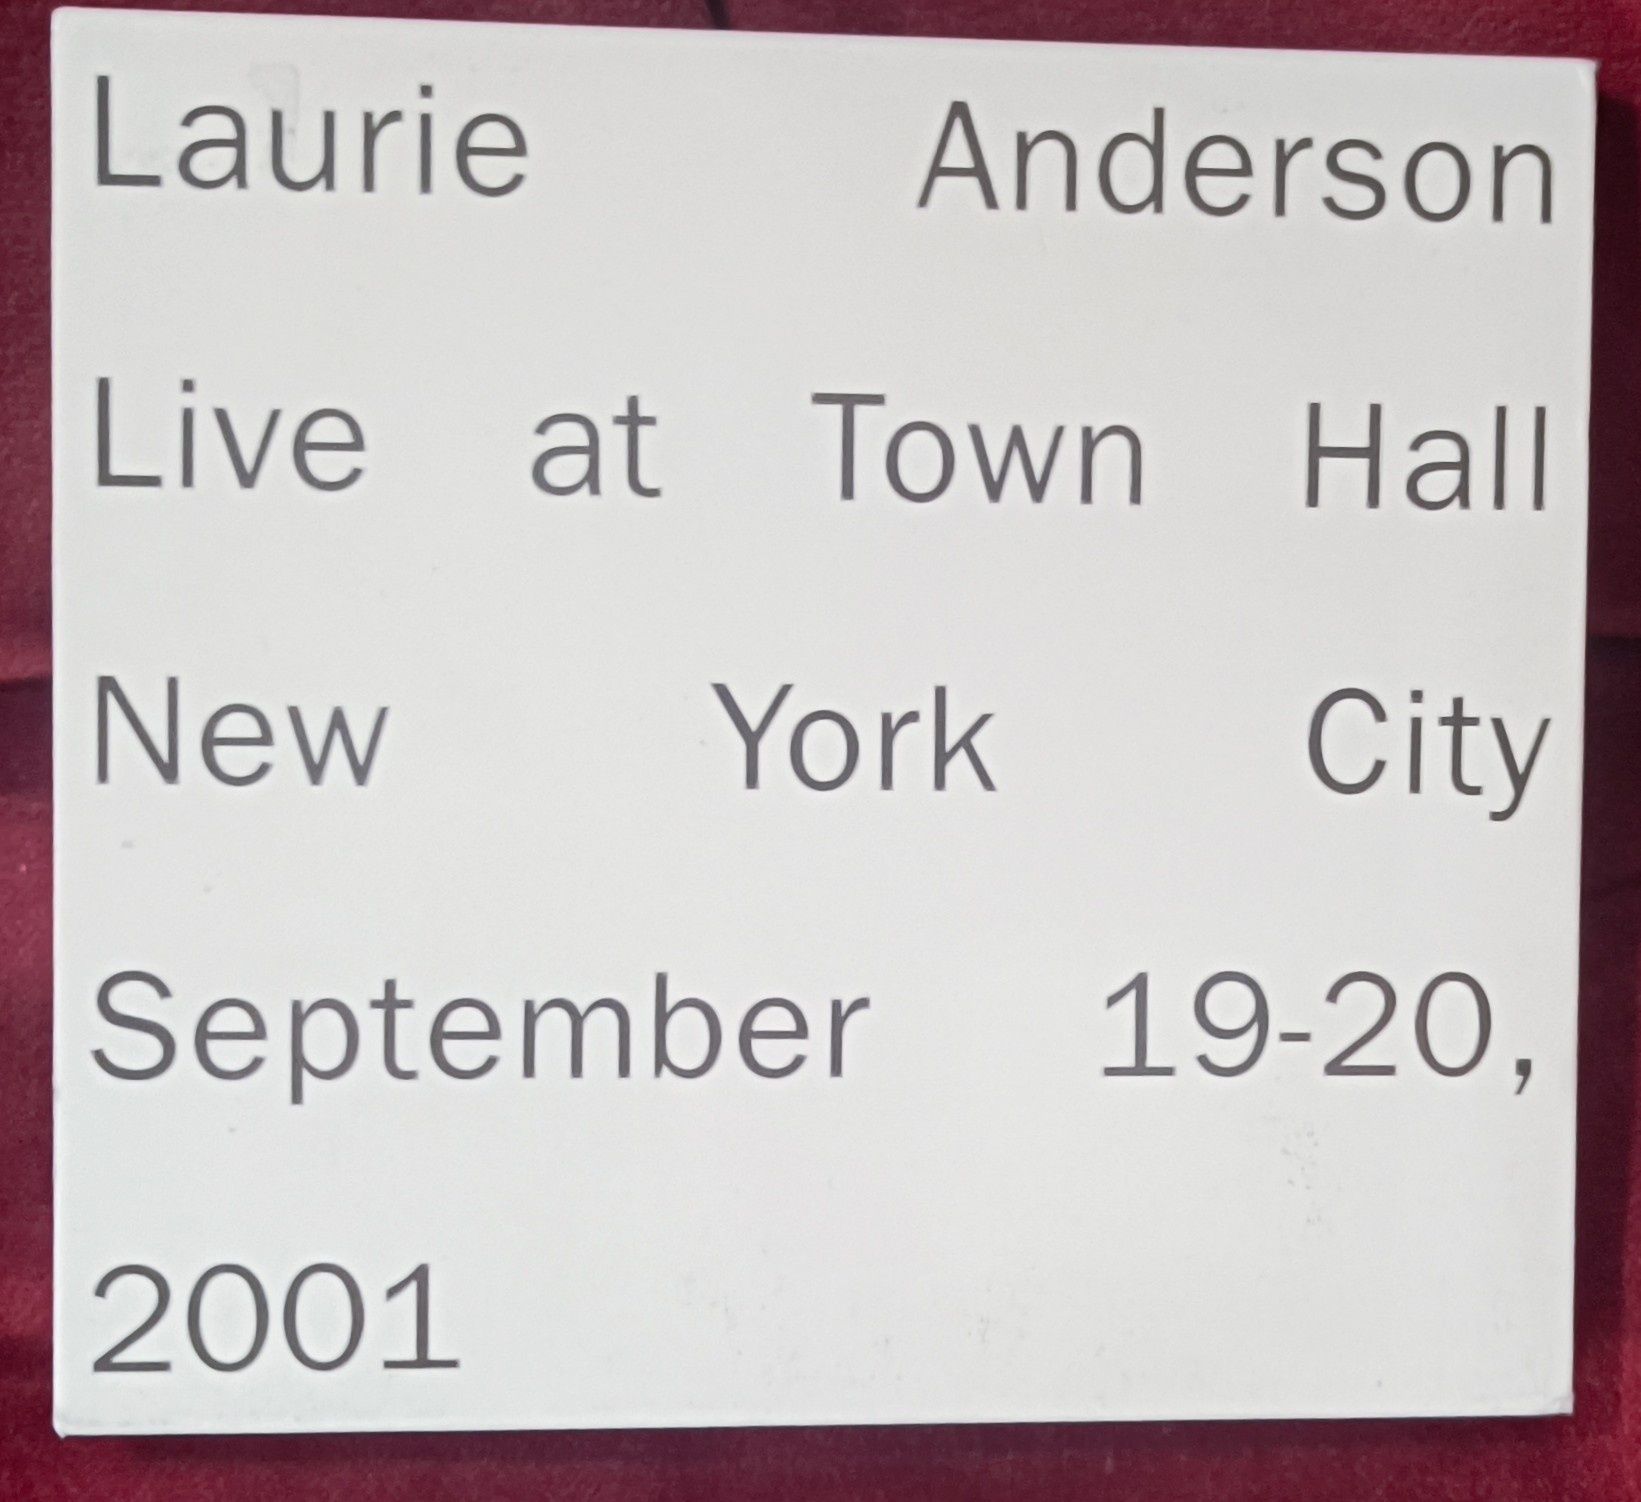 Laurie Anderson
Live at Town Hall
New York City
September 19-20,
2001